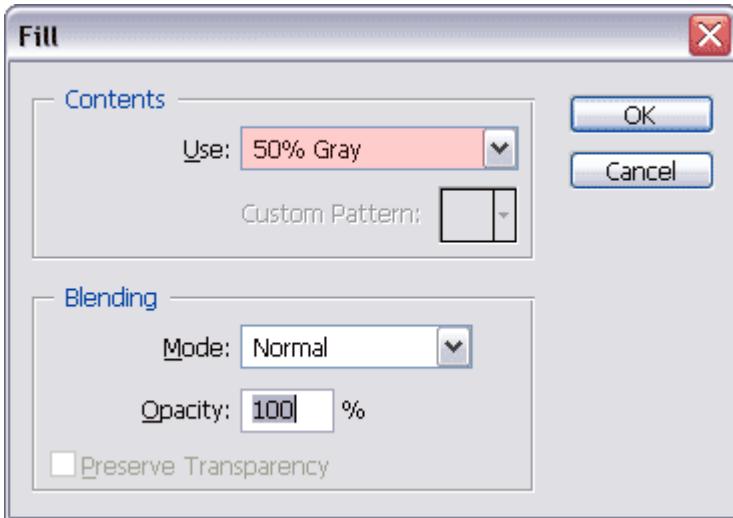 Fill
Contents
OK
Use: 50% Gray
Cancel
Custom Pattern:
Blending
Mode: Normal
Opacity: 100 %
Preserve Transparency